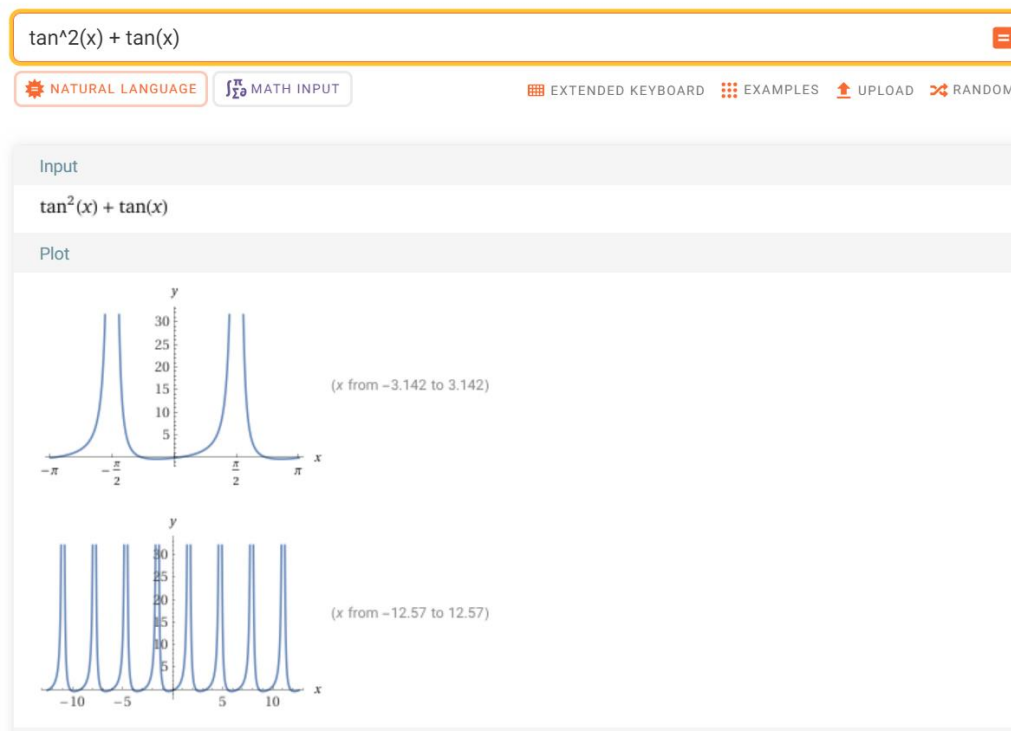 tan^2(x) + tan(x)
=
NATURAL LANGUAGE ∫Σ∂π MATH INPUT EXTENDED KEYBOARD EXAMPLES UPLOAD RANDOM
Input
tan²(x) + tan(x)
Plot
y
30
25
20
15
(x from −3.142 to 3.142)
10
5
−π −π/2 π/2 π x
y
30
25
20
15
(x from −12.57 to 12.57)
10
5
−10 −5 5 10 x